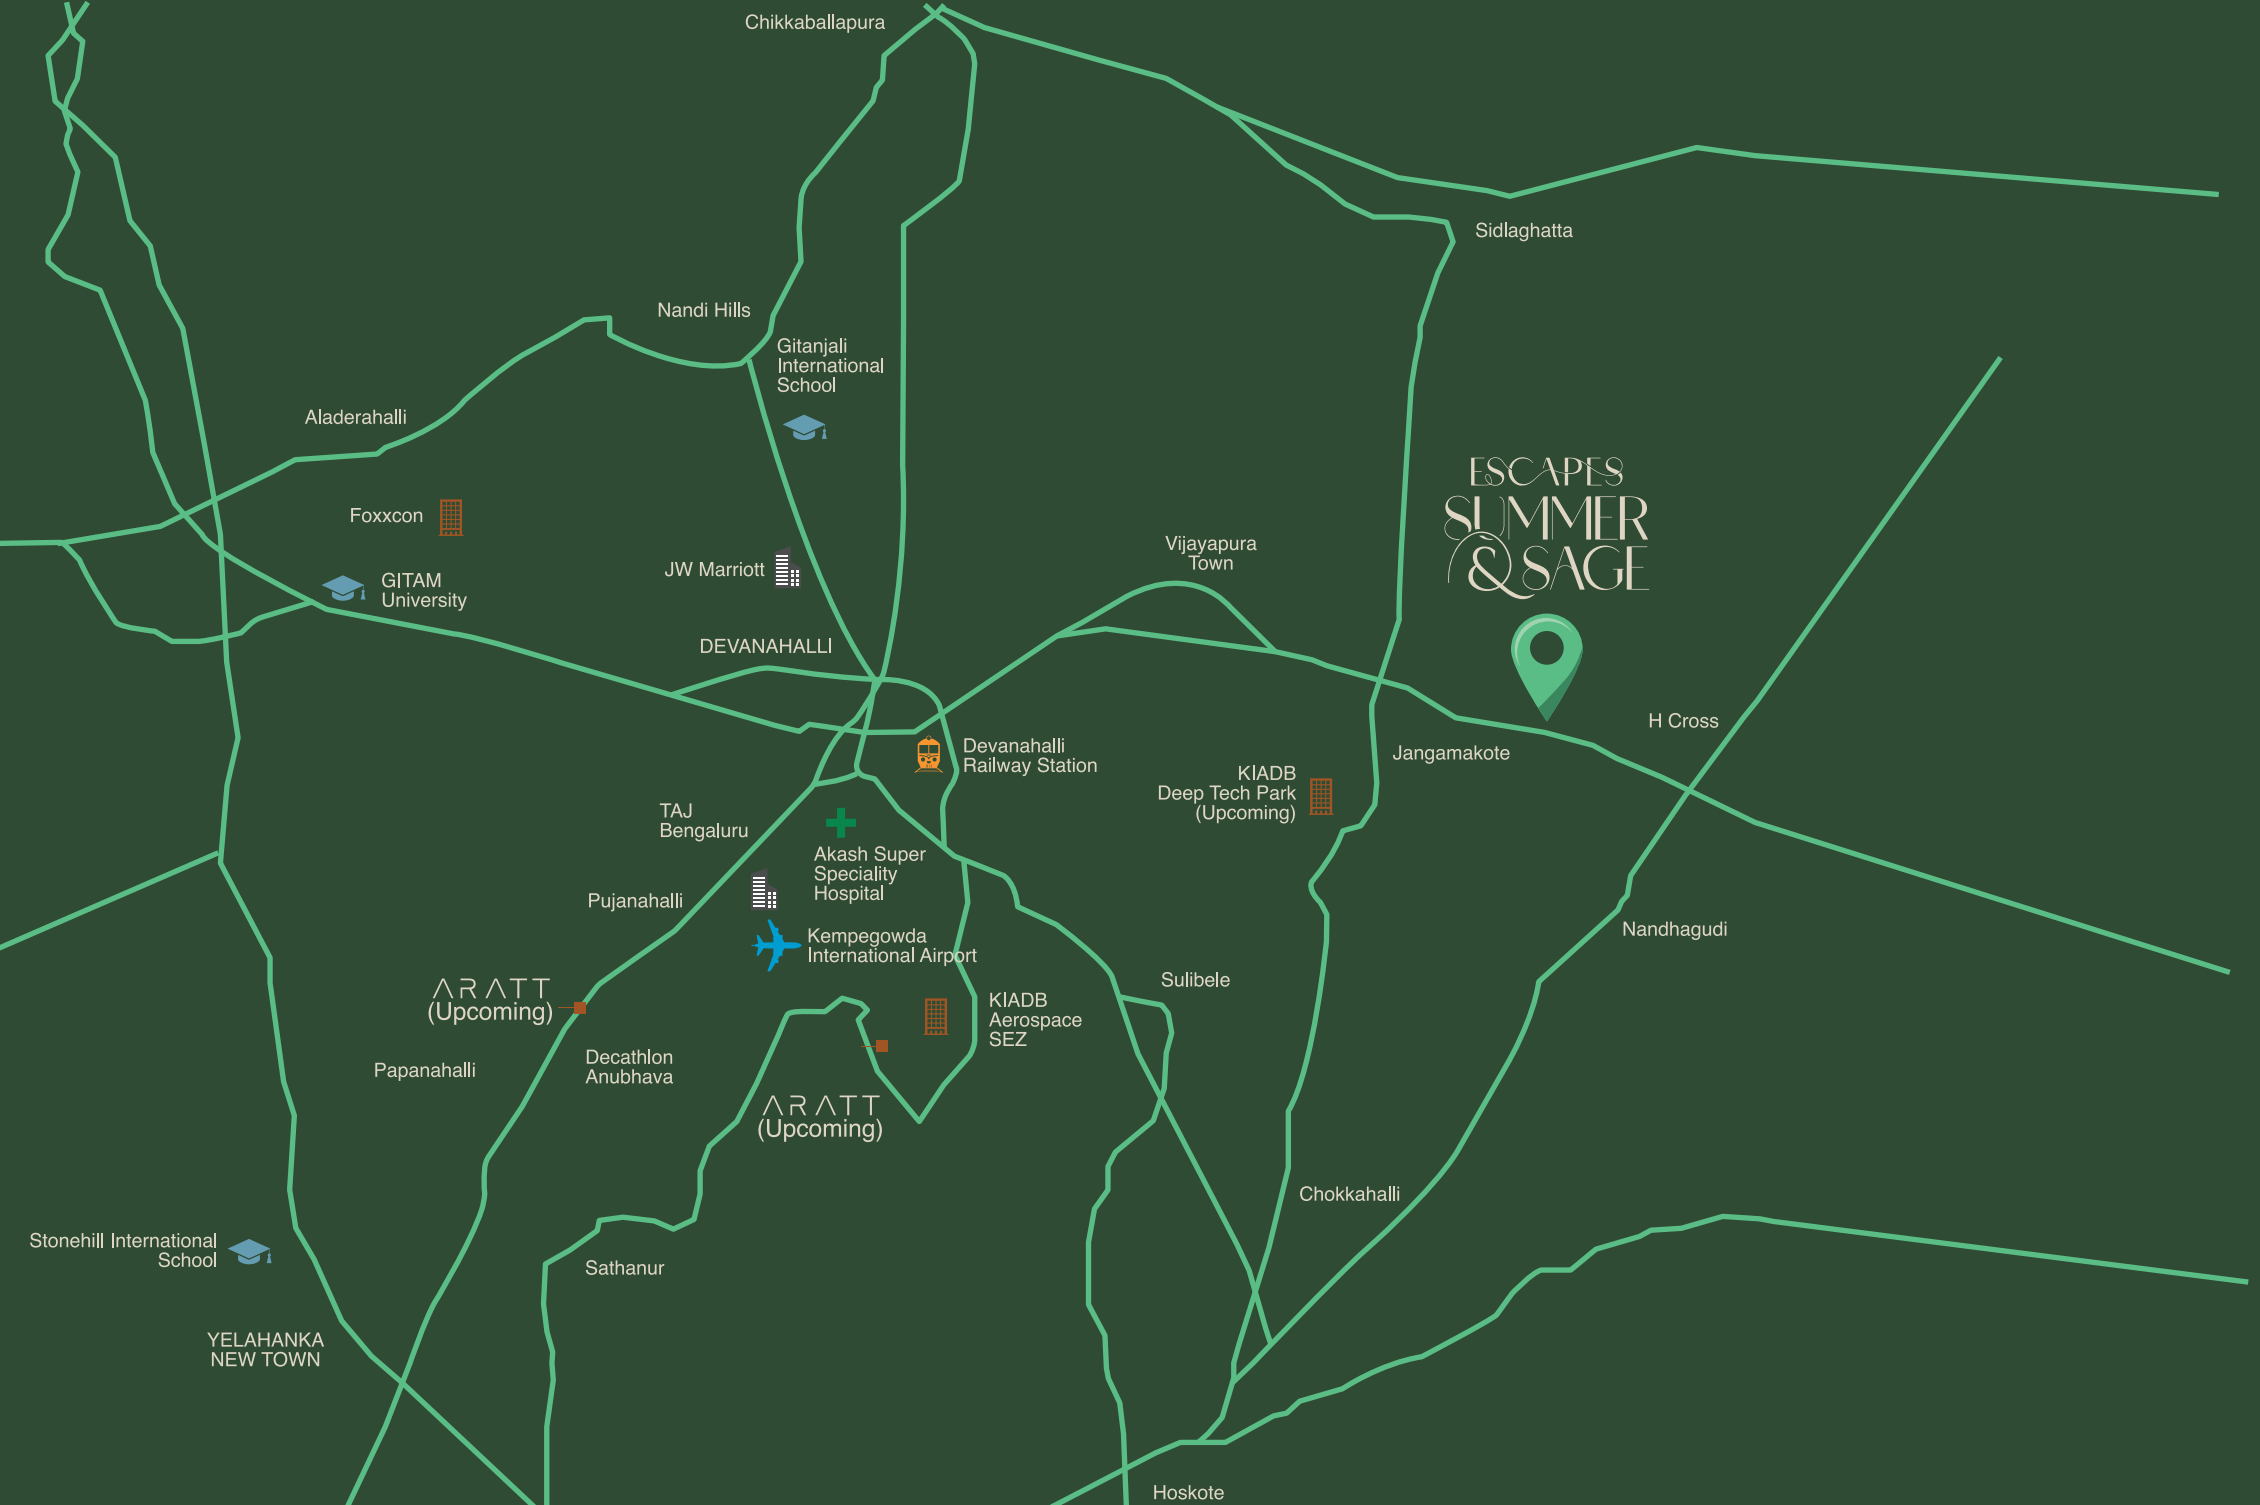 Chikkaballapura
Sidlaghatta
Nandi Hills
Gitanjali
International
School
Aladerahalli
Foxxcon
GITAM
University
JW Marriott
Vijayapura
Town
ESCAPES
SUMMER
& SAGE
DEVANAHALLI
H Cross
Devanahalli
Railway Station
Jangamakote
KIADB
Deep Tech Park
(Upcoming)
TAJ
Bengaluru
Akash Super
Speciality
Hospital
Pujanahalli
Kempegowda
International Airport
Nandhagudi
Sulibele
ARATT
(Upcoming)
KIADB
Aerospace
SEZ
Papanahalli
Decathlon
Anubhava
ARATT
(Upcoming)
Chokkahalli
Stonehill International
School
Sathanur
YELAHANKA
NEW TOWN
Hoskote